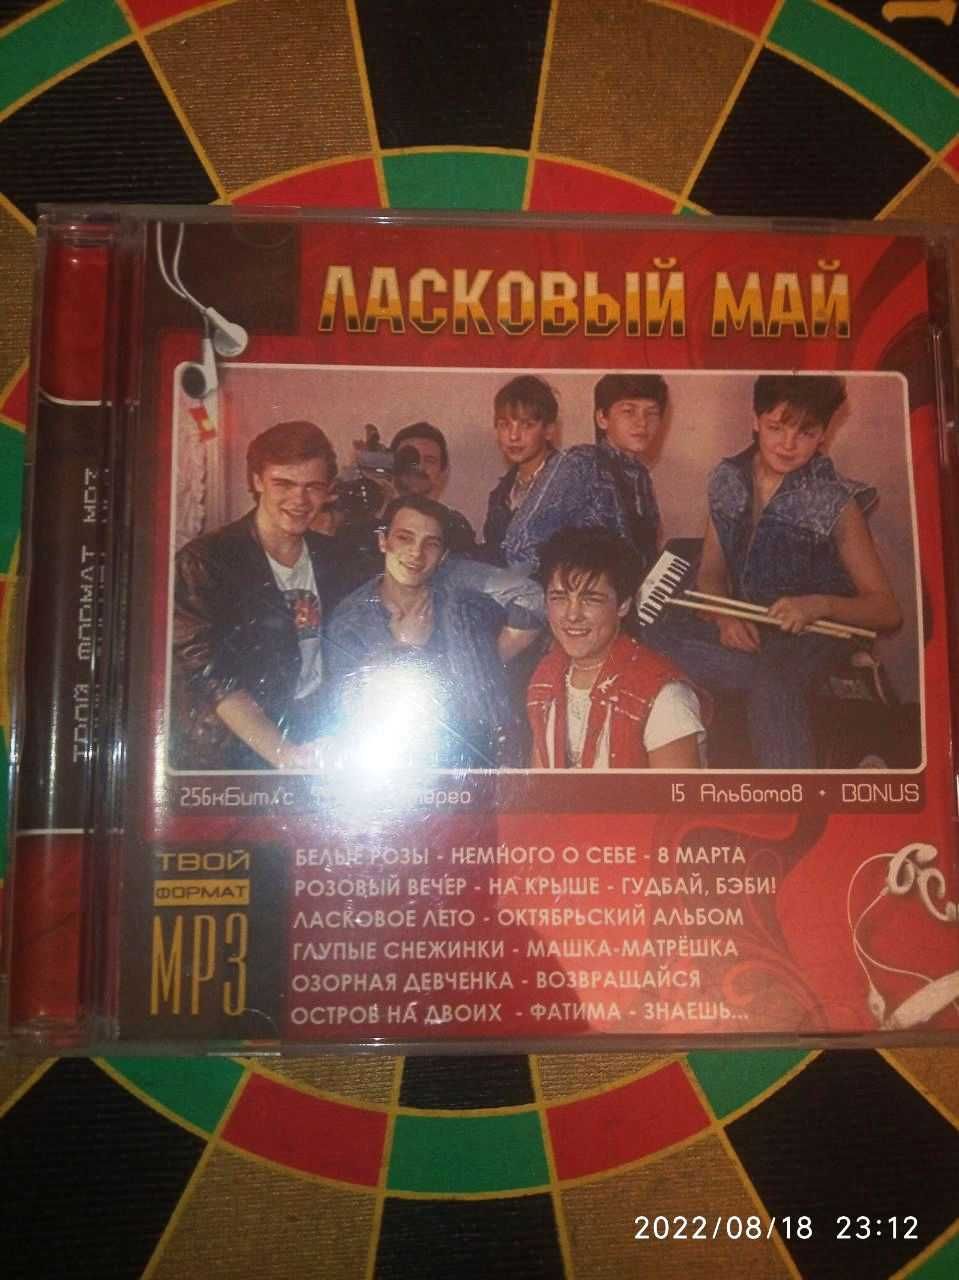 ЛАСКОВЫЙ МАЙ
ТВОЙ ФОРМАТ MP3
256кБит/с
15 Альбомов + BONUS
ТВОЙ
ФОРМАТ
MP3
БЕЛЫЕ РОЗЫ - НЕМНОГО О СЕБЕ - 8 МАРТА
РОЗОВЫЙ ВЕЧЕР - НА КРЫШЕ - ГУДБАЙ, БЭБИ!
ЛАСКОВОЕ ЛЕТО - ОКТЯБРЬСКИЙ АЛЬБОМ
ГЛУПЫЕ СНЕЖИНКИ - МАШКА-МАТРЁШКА
ОЗОРНАЯ ДЕВЧЕНКА - ВОЗВРАЩАЙСЯ
ОСТРОВ НА ДВОИХ - ФАТИМА - ЗНАЕШЬ...
2022/08/18 23:12